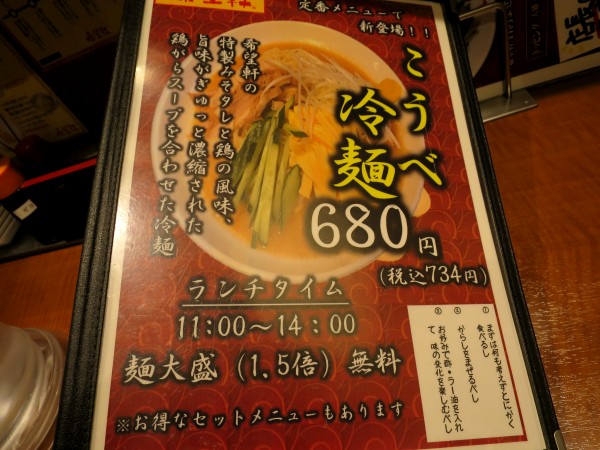 定番メニューで
新登場！！
こうべ
冷麺
680円
(税込734円)
希望軒の
特製みそタレと鶏の風味、
旨味がぎゅっと濃縮された
鶏がらスープを合わせた冷麺
ランチタイム
11:00～14:00
麺大盛（1.5倍）無料
※お得なセットメニューもあります
① まずは何も考えずとにかく
食べるし
② からしをまぜるべし
③ お好みで酢・ラー油を入れ
て 味の変化を楽しむべし